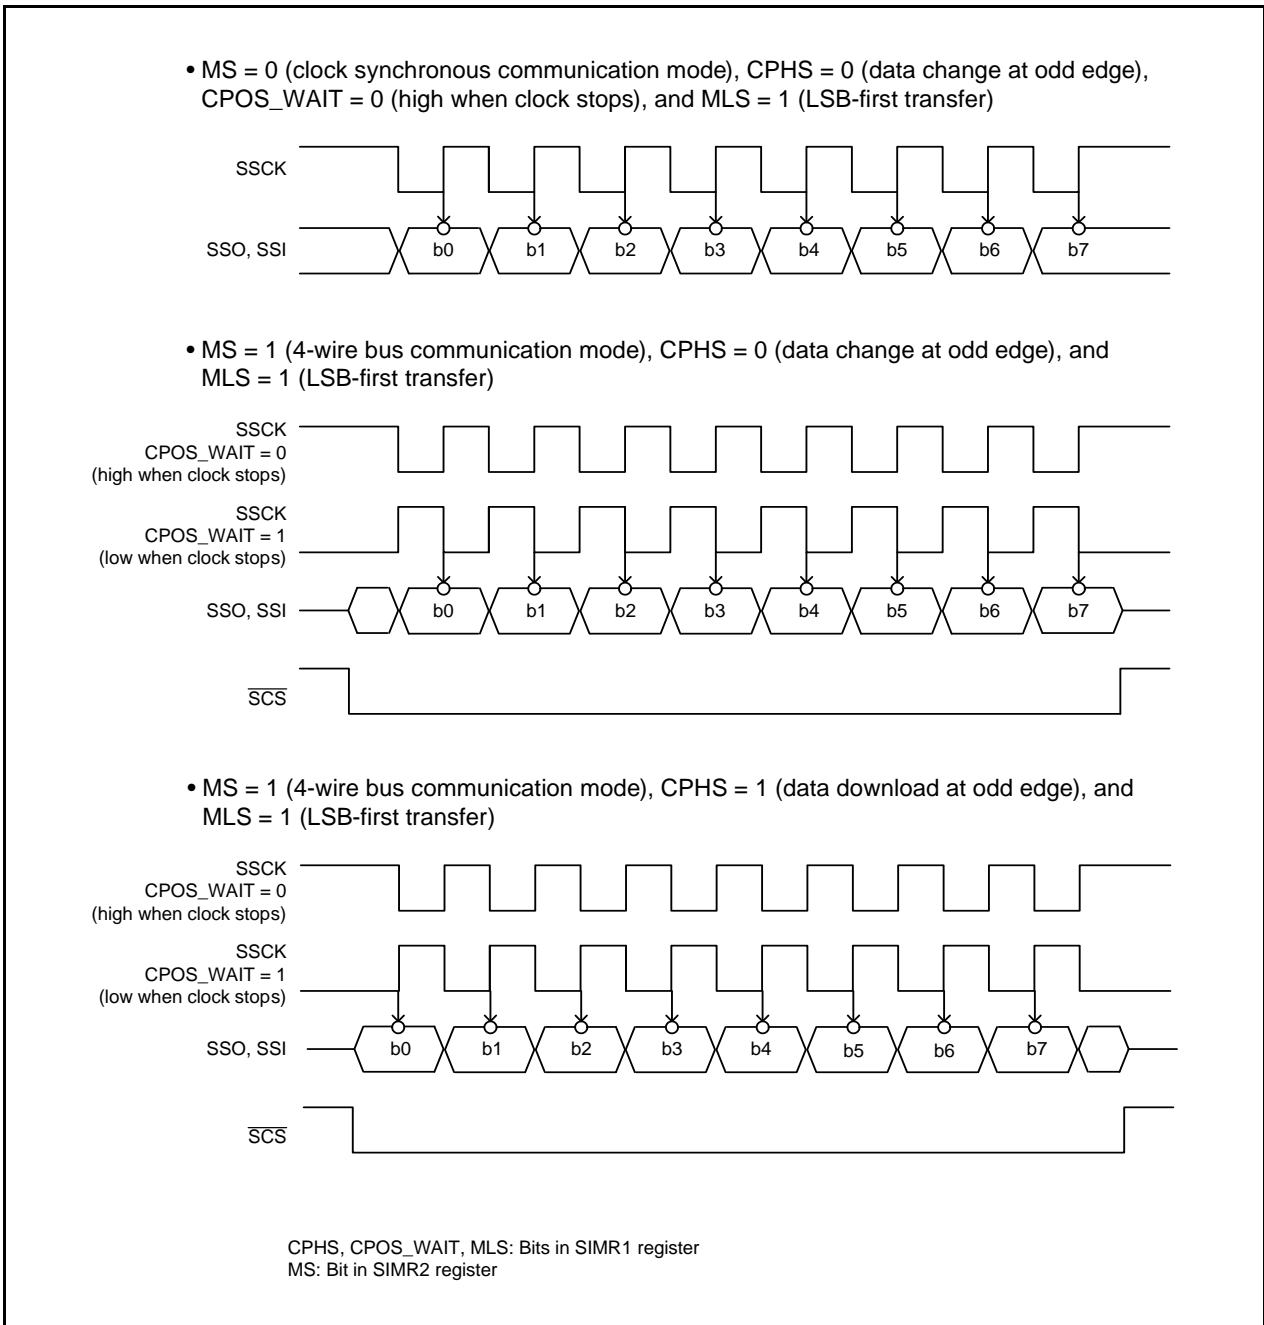 • MS = 0 (clock synchronous communication mode), CPHS = 0 (data change at odd edge),
CPOS_WAIT = 0 (high when clock stops), and MLS = 1 (LSB-first transfer)
SSCK
SSO, SSI
b0 b1 b2 b3 b4 b5 b6 b7
• MS = 1 (4-wire bus communication mode), CPHS = 0 (data change at odd edge), and
MLS = 1 (LSB-first transfer)
SSCK
CPOS_WAIT = 0
(high when clock stops)
SSCK
CPOS_WAIT = 1
(low when clock stops)
SSO, SSI
b0 b1 b2 b3 b4 b5 b6 b7
SCS
• MS = 1 (4-wire bus communication mode), CPHS = 1 (data download at odd edge), and
MLS = 1 (LSB-first transfer)
SSCK
CPOS_WAIT = 0
(high when clock stops)
SSCK
CPOS_WAIT = 1
(low when clock stops)
SSO, SSI
b0 b1 b2 b3 b4 b5 b6 b7
SCS
CPHS, CPOS_WAIT, MLS: Bits in SIMR1 register
MS: Bit in SIMR2 register